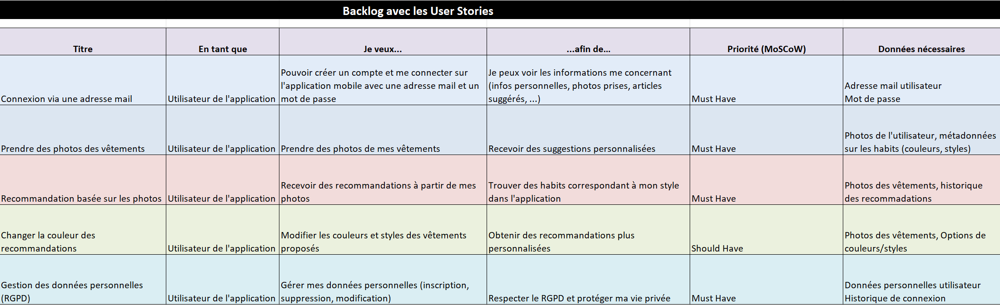 Backlog avec les User Stories
Titre
En tant que
Je veux...
...afin de...
Priorité (MoSCoW)
Données nécessaires
Connexion via une adresse mail
Utilisateur de l'application
Pouvoir créer un compte et me connecter sur
l'application mobile avec une adresse mail et un
mot de passe
Je peux voir les informations me concernant
(infos personnelles, photos prises, articles
suggérés, ...)
Must Have
Adresse mail utilisateur
Mot de passe
Prendre des photos des vêtements
Utilisateur de l'application
Prendre des photos de mes vêtements
Recevoir des suggestions personnalisées
Must Have
Photos de l'utilisateur, métadonnées
sur les habits (couleurs, styles)
Recommandation basée sur les photos
Utilisateur de l'application
Recevoir des recommandations à partir de mes
photos
Trouver des habits correspondant à mon style
dans l'application
Must Have
Photos des vêtements, historique
des recommadations
Changer la couleur des
recommandations
Utilisateur de l'application
Modifier les couleurs et styles des vêtements
proposés
Obtenir des recommandations plus
personnalisées
Should Have
Photos des vêtements, Options de
couleurs/styles
Gestion des données personnelles
(RGPD)
Utilisateur de l'application
Gérer mes données personnelles (inscription,
suppression, modification)
Respecter le RGPD et protéger ma vie privée
Must Have
Données personnelles utilisateur
Historique de connexion